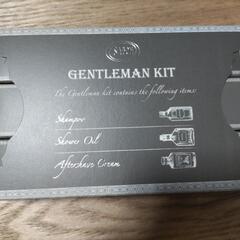 GENTLEMAN KIT
The Gentleman kit contains the following items:
Shampoo
Shower Oil
Aftershave Cream